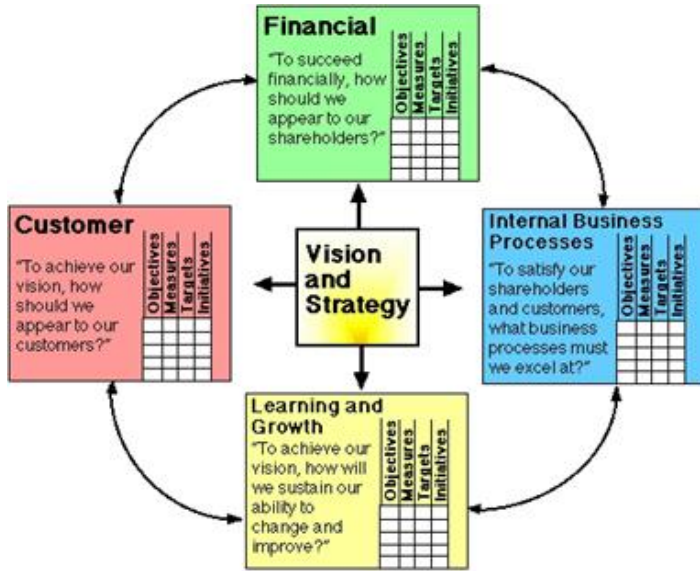 Financial
"To succeed
financially, how
should we
appear to our
shareholders?"
Objectives
Measures
Targets
Initiatives
Customer
"To achieve our
vision, how
should we
appear to our
customers?"
Objectives
Measures
Targets
Initiatives
Vision
and
Strategy
Internal Business
Processes
"To satisfy our
shareholders
and customers,
what business
processes must
we excel at?"
Objectives
Measures
Targets
Initiatives
Learning and
Growth
"To achieve our
vision, how will
we sustain our
ability to
change and
improve?"
Objectives
Measures
Targets
Initiatives